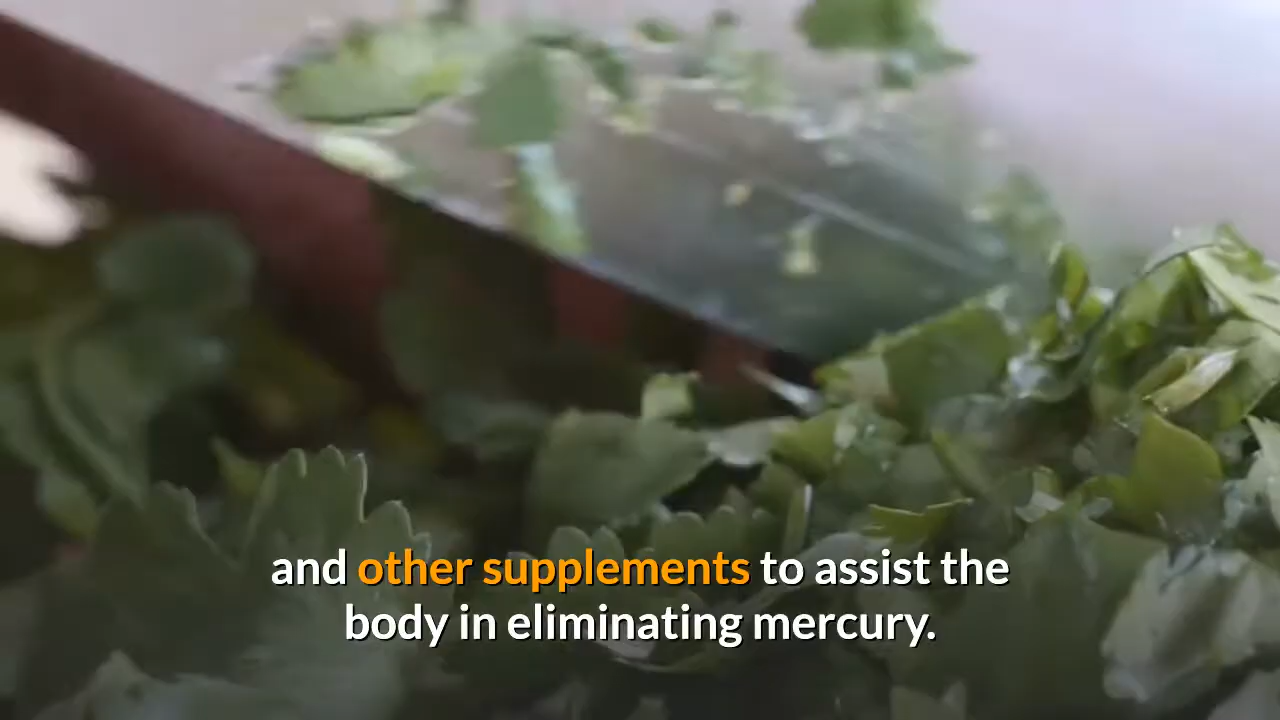 and other supplements to assist the
body in eliminating mercury.